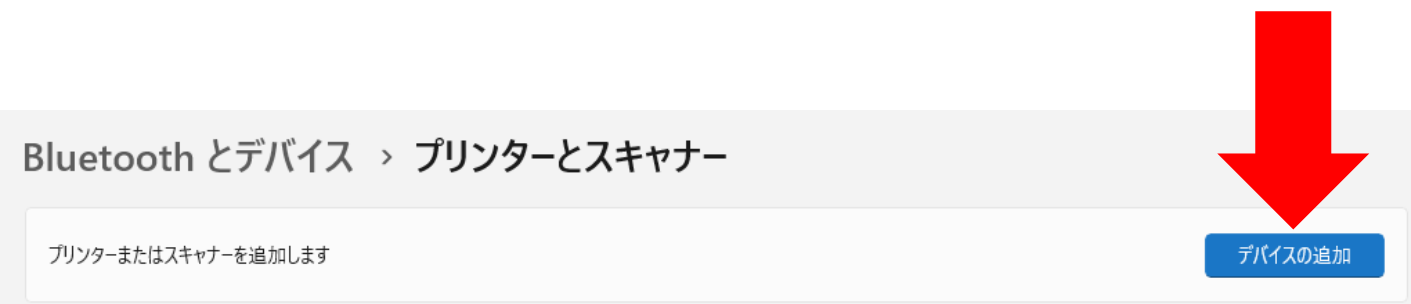 Bluetooth とデバイス › プリンターとスキャナー
プリンターまたはスキャナーを追加します
デバイスの追加